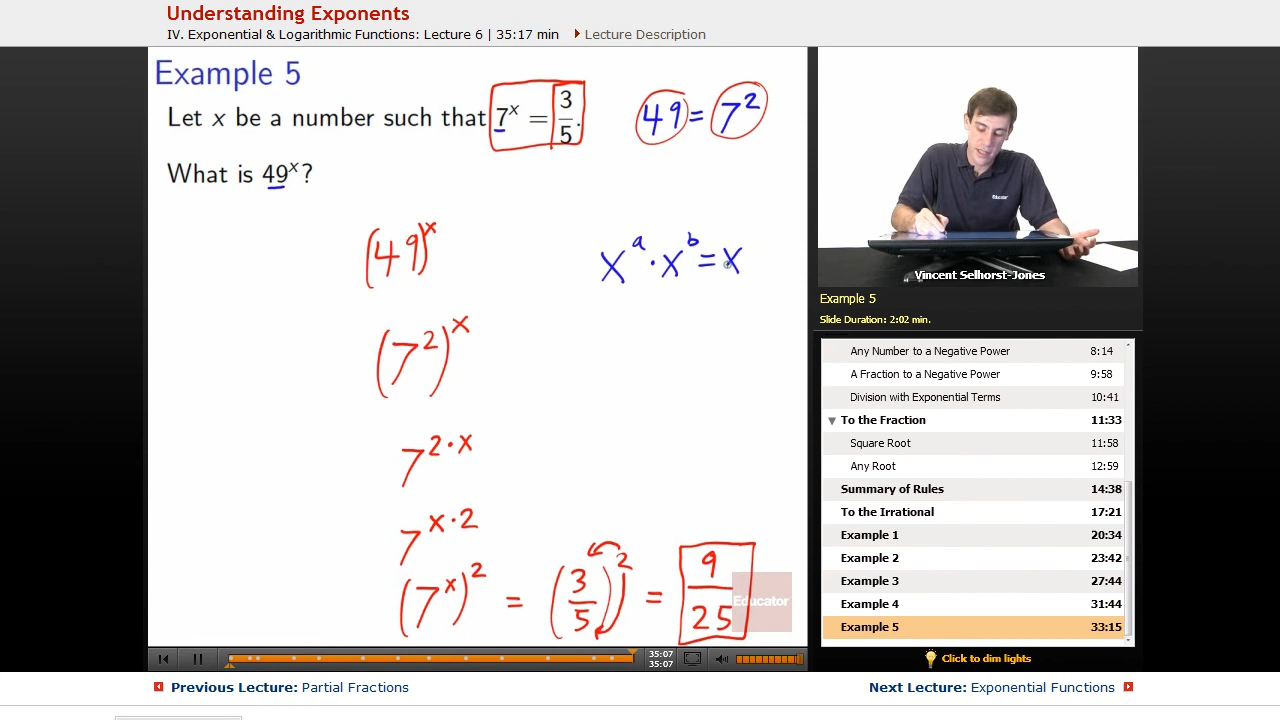 Understanding Exponents
IV. Exponential & Logarithmic Functions: Lecture 6 | 35:17 min
Lecture Description
Example 5
Let x be a number such that 7^x = 3/5.
49 = 7^2
What is 49^x?
(49)^x
x^a · x^b = x
(7^2)^x
7^(2·x)
7^(x·2)
(7^x)^2 = (3/5)^2 = 9/25
Educator
Educator
Vincent Selhorst-Jones
Example 5
Slide Duration: 2:02 min.
Any Number to a Negative Power 8:14
A Fraction to a Negative Power 9:58
Division with Exponential Terms 10:41
To the Fraction 11:33
Square Root 11:58
Any Root 12:59
Summary of Rules 14:38
To the Irrational 17:21
Example 1 20:34
Example 2 23:42
Example 3 27:44
Example 4 31:44
Example 5 33:15
35:07
35:07
Click to dim lights
Previous Lecture: Partial Fractions
Next Lecture: Exponential Functions